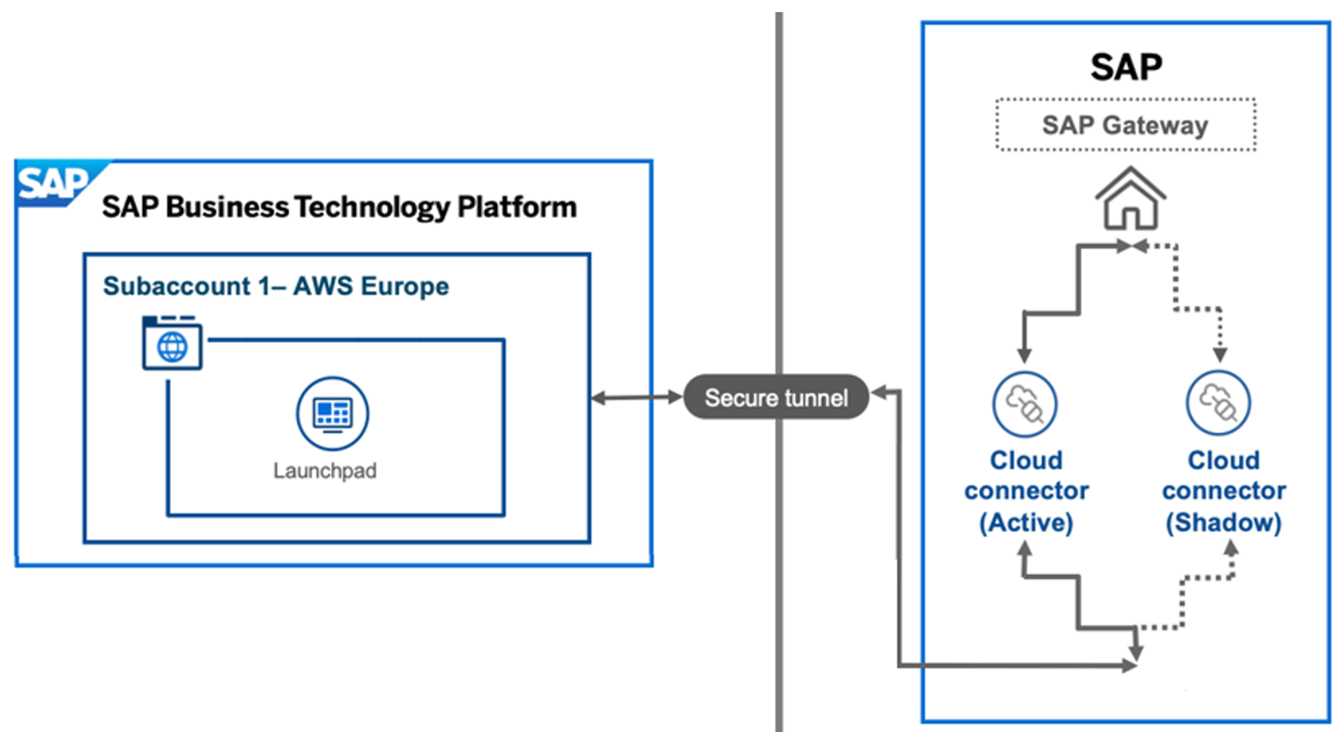 SAP
SAP Business Technology Platform
Subaccount 1– AWS Europe
Launchpad
Secure tunnel
SAP
SAP Gateway
Cloud
connector
(Active)
Cloud
connector
(Shadow)